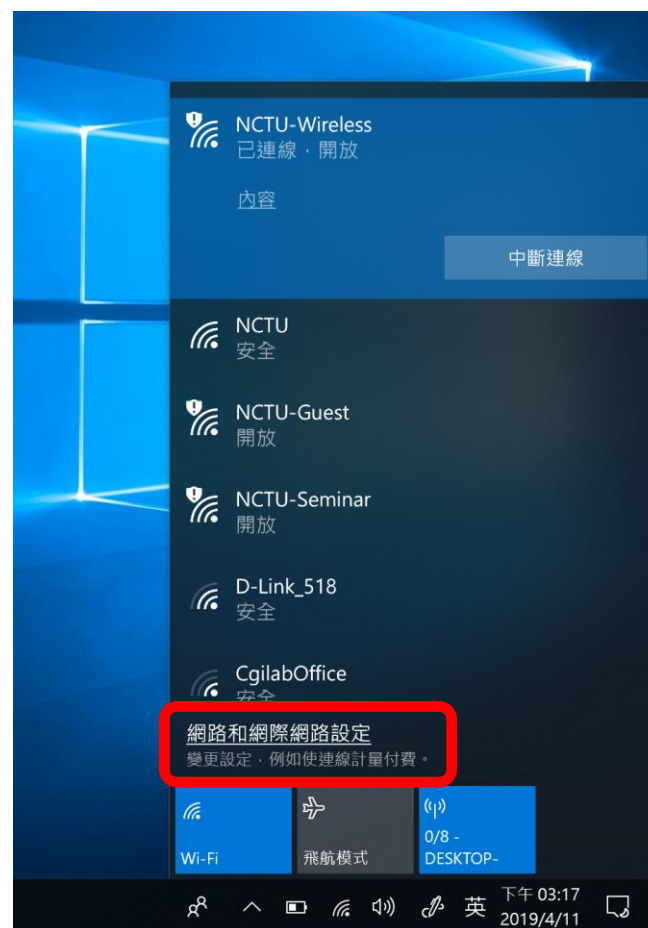 NCTU-Wireless
已連線，開放
內容
中斷連線
NCTU
安全
NCTU-Guest
開放
NCTU-Seminar
開放
D-Link_518
安全
CgilabOffice
安全
網路和網際網路設定
變更設定，例如使連線計量付費。
Wi-Fi
飛航模式
0/8 -
DESKTOP-
英
下午 03:17
2019/4/11